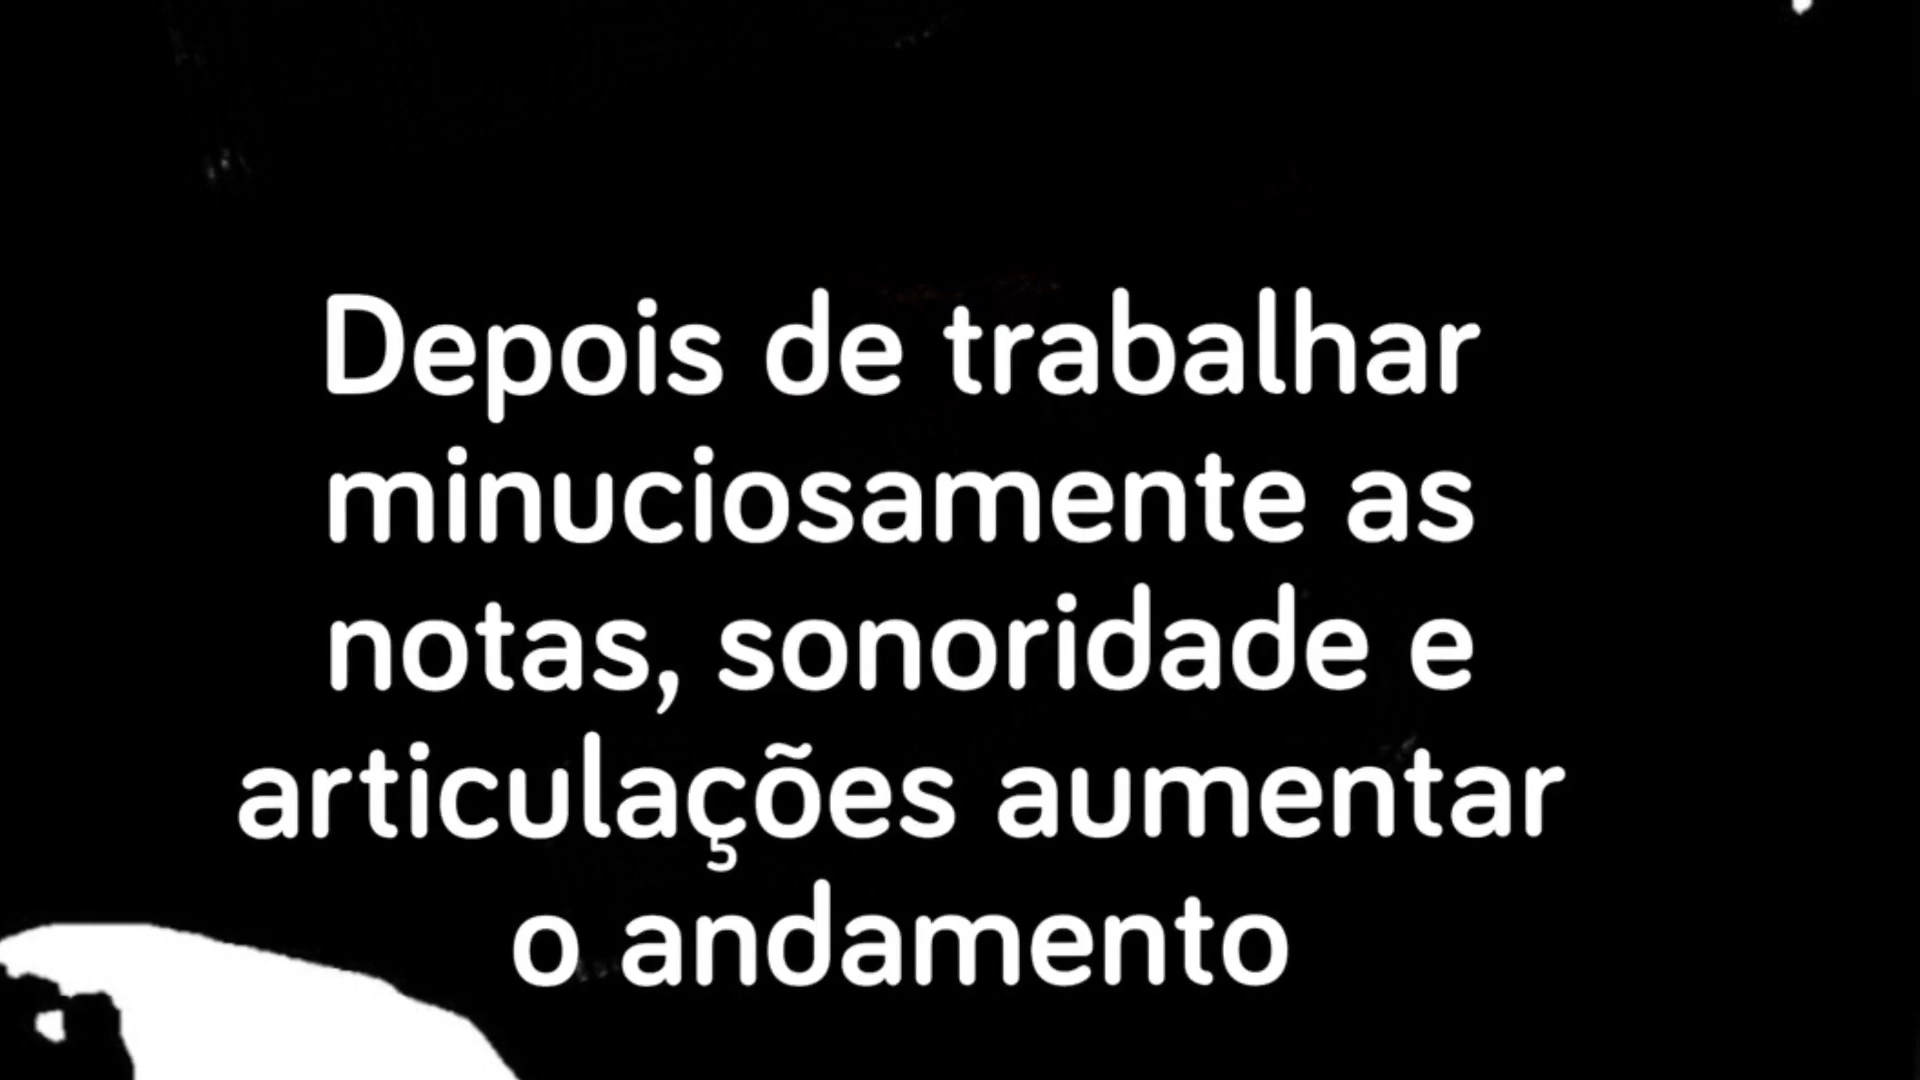 Depois de trabalhar
minuciosamente as
notas, sonoridade e
articulações aumentar
o andamento